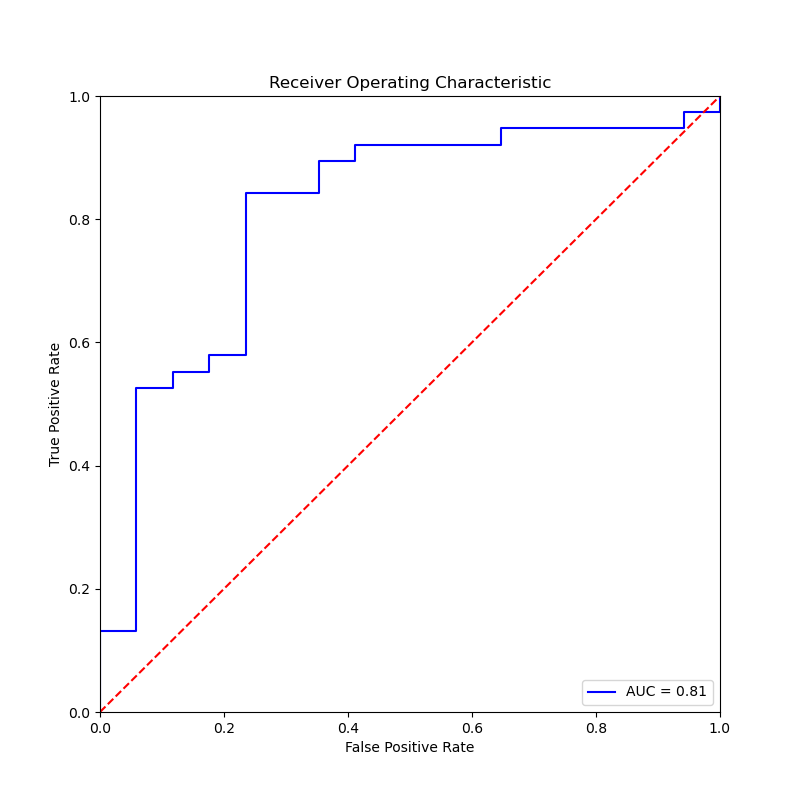 Receiver Operating Characteristic
1.0
0.8
0.6
0.4
0.2
0.0
True Positive Rate
AUC = 0.81
0.0 0.2 0.4 0.6 0.8 1.0
False Positive Rate